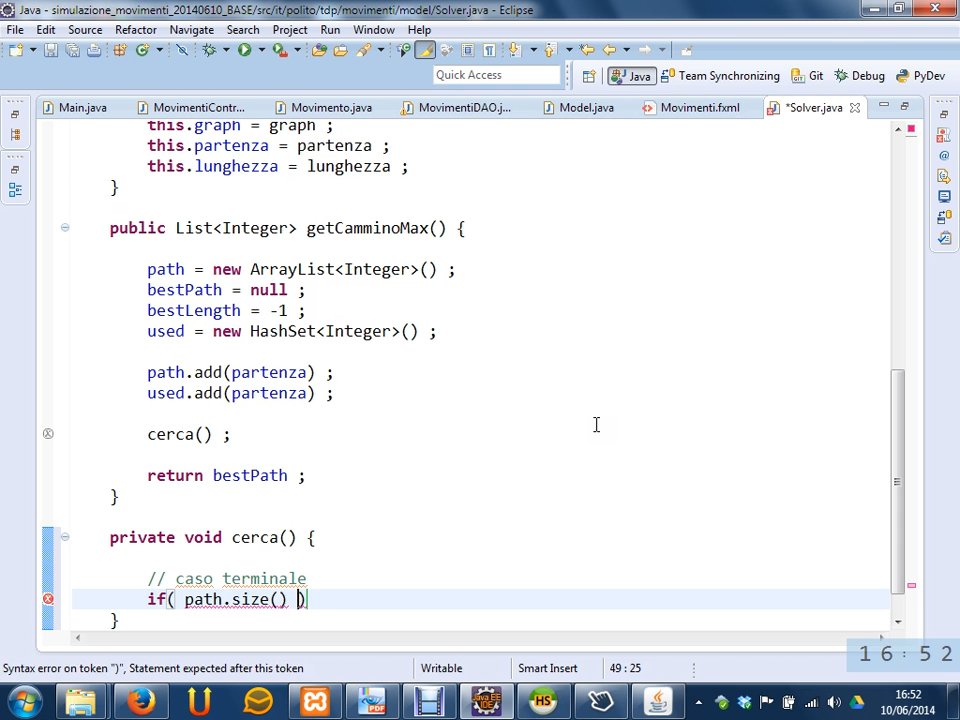 Java - simulazione_movimenti_20140610_BASE/src/it/polito/tdp/movimenti/model/Solver.java - Eclipse
File Edit Source Refactor Navigate Search Project Run Window Help
Quick Access
Java Team Synchronizing Git Debug PyDev
Main.java MovimentiContr... Movimento.java MovimentiDAO.j... Model.java Movimenti.fxml *Solver.java
this.graph = graph ;
this.partenza = partenza ;
this.lunghezza = lunghezza ;
}
public List<Integer> getCamminoMax() {
path = new ArrayList<Integer>() ;
bestPath = null ;
bestLength = -1 ;
used = new HashSet<Integer>() ;
path.add(partenza) ;
used.add(partenza) ;
cerca() ;
return bestPath ;
}
private void cerca() {
// caso terminale
if( path.size() )
}
16:52
Syntax error on token ")", Statement expected after this token Writable Smart Insert 49 : 25
16:52
10/06/2014